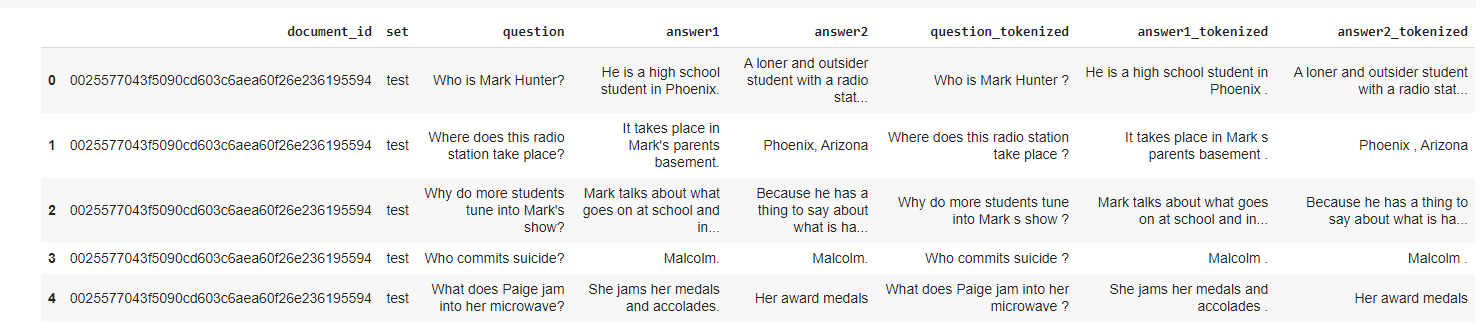 document_id set question answer1 answer2 question_tokenized answer1_tokenized answer2_tokenized
0 0025577043f5090cd603c6aea60f26e236195594 test Who is Mark Hunter? He is a high school student in Phoenix. A loner and outsider student with a radio stat... Who is Mark Hunter ? He is a high school student in Phoenix . A loner and outsider student with a radio stat...
1 0025577043f5090cd603c6aea60f26e236195594 test Where does this radio station take place? It takes place in Mark's parents basement. Phoenix, Arizona Where does this radio station take place ? It takes place in Mark s parents basement . Phoenix , Arizona
2 0025577043f5090cd603c6aea60f26e236195594 test Why do more students tune into Mark's show? Mark talks about what goes on at school and in... Because he has a thing to say about what is ha... Why do more students tune into Mark s show ? Mark talks about what goes on at school and in... Because he has a thing to say about what is ha...
3 0025577043f5090cd603c6aea60f26e236195594 test Who commits suicide? Malcolm. Malcolm. Who commits suicide ? Malcolm . Malcolm .
4 0025577043f5090cd603c6aea60f26e236195594 test What does Paige jam into her microwave? She jams her medals and accolades. Her award medals What does Paige jam into her microwave ? She jams her medals and accolades . Her award medals